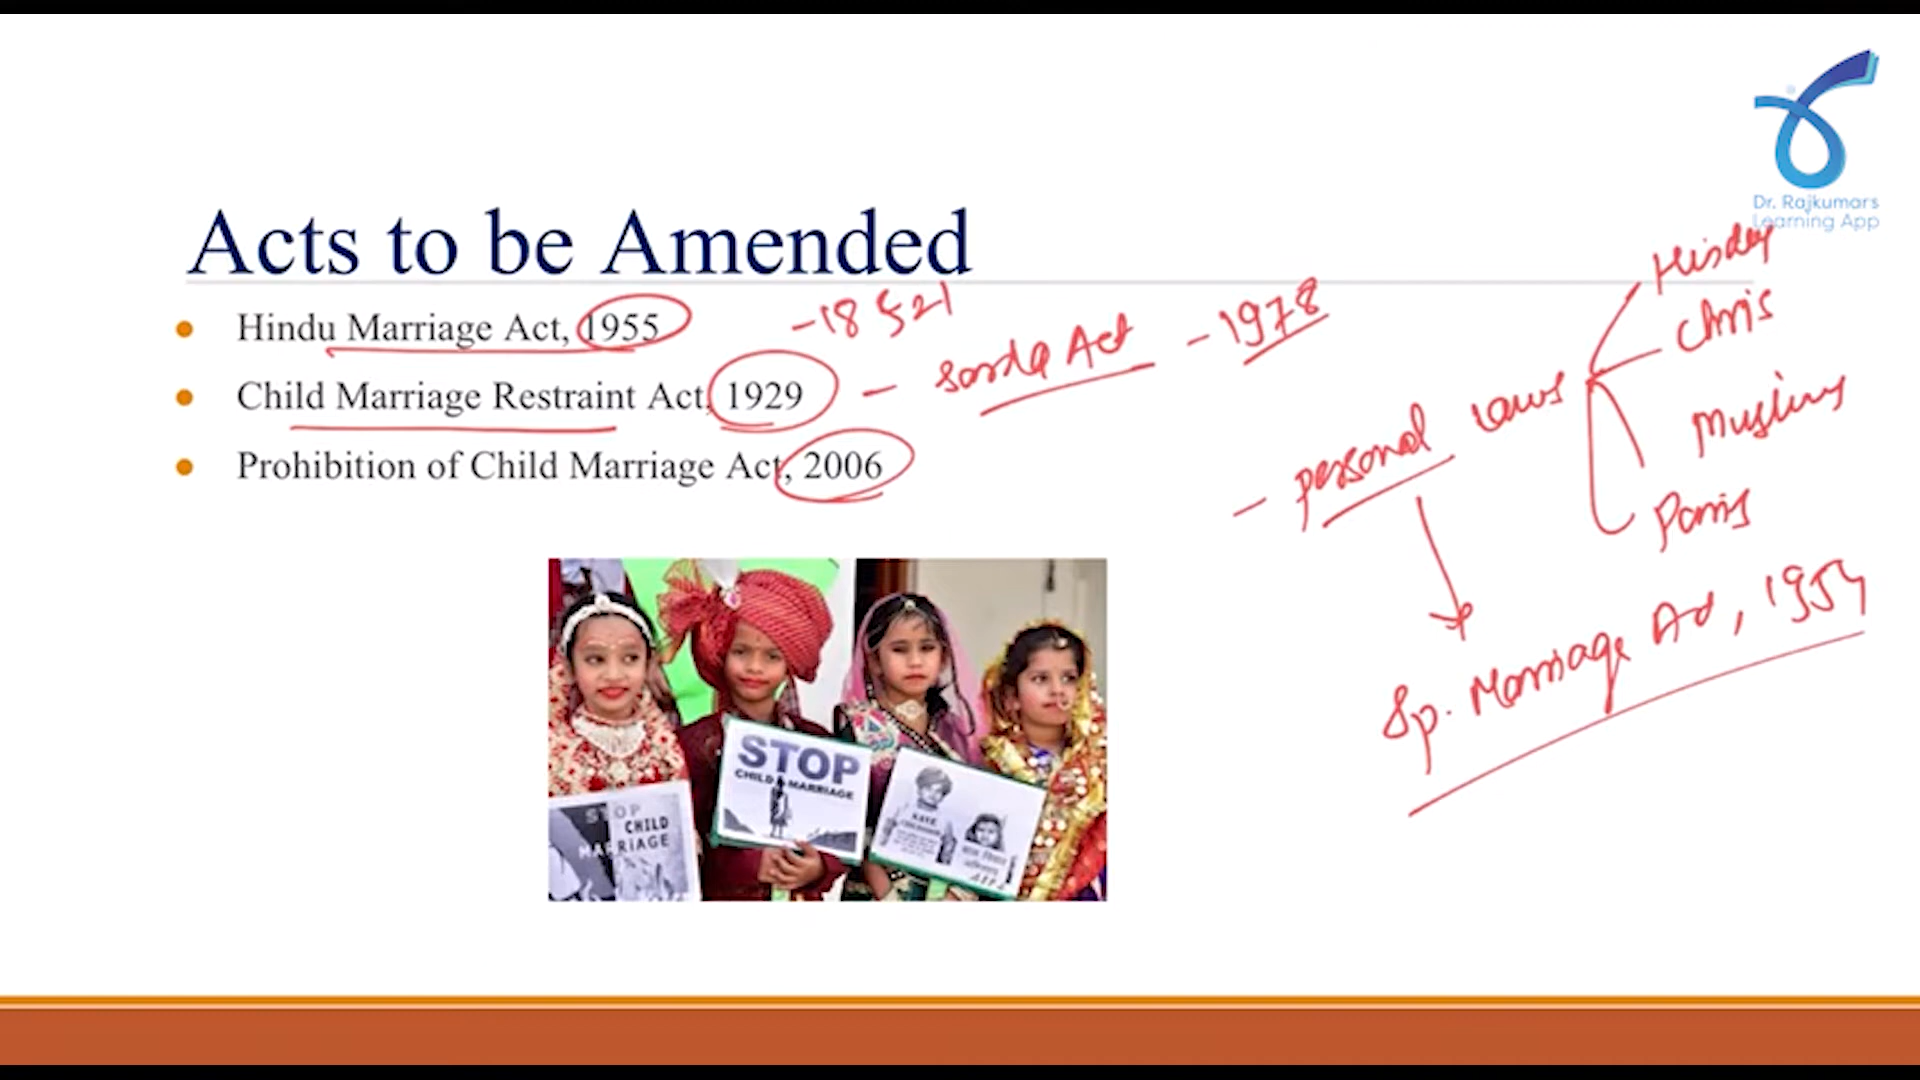 Dr. Rajkumars
Learning App
Acts to be Amended
Hindu Marriage Act, 1955
- 18 & 21
Child Marriage Restraint Act, 1929
- Sarda Act - 1978
Prohibition of Child Marriage Act, 2006
- personal laws
Chris
Muslims
Sp. Marriage Act, 1954
STOP
CHILD MARRIAGE
STOP
CHILD
MARRIAGE